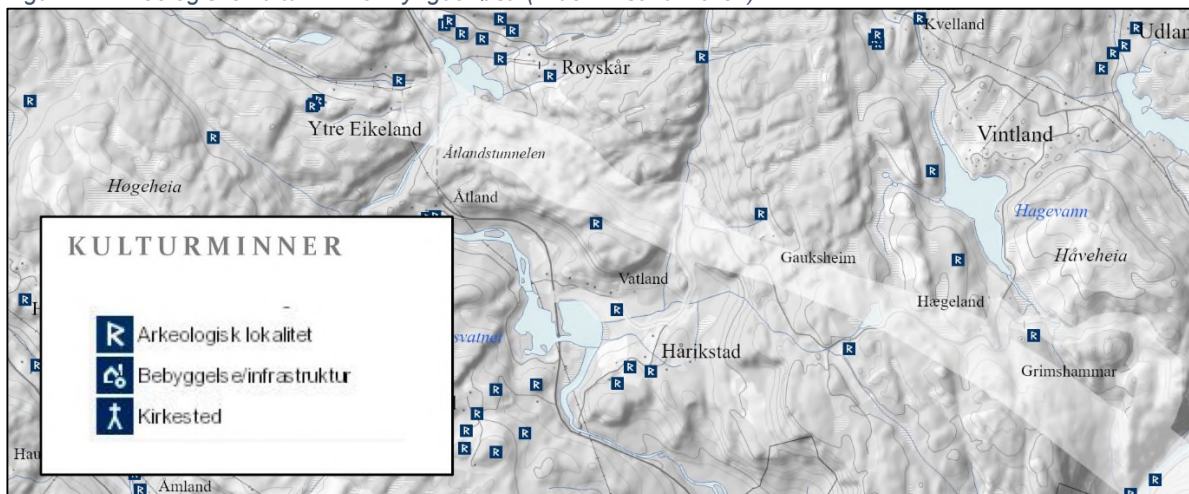 Kvelland
Udlan
Røyskår
Ytre Eikeland
Vintland
Åtlandstunnelen
Høgeheia
Åtland
Hagevann
Gauksheim
Håveheia
KULTURMINNER
Vatland
Hægeland
Arkeologisk lokalitet
svatnet
Hårikstad
Bebyggelse/infrastruktur
Grimshammar
Kirkested
Hau
Åmland